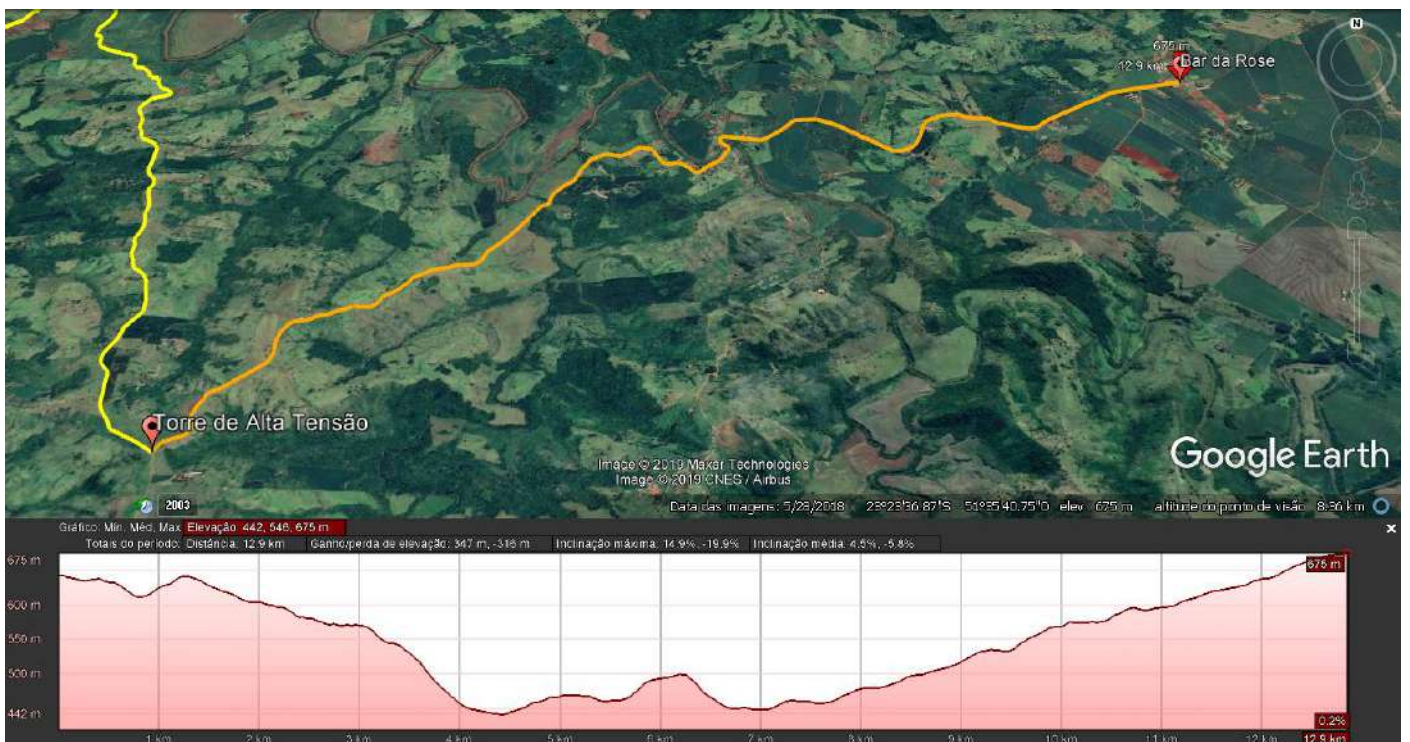 N
675 m
12.9 km
Bar da Rose
Torre de Alta Tensão
Google Earth
Image © 2019 Maxar Technologies
Image © 2019 CNES / Airbus
2003
Data das imagens: 5/28/2018 elev 675 m altitude do ponto de visão 8.96 km
Gráfico: Mín, Méd, Máx Elevação: 442, 546, 675 m
Totais do período: Distância: 12.9 km Ganho/perda de elevação: 347 m, -316 m Inclinação máxima: 14.9%, -19.9% Inclinação média: 4.5%, -5.8%
675 m
675 m
600 m
550 m
500 m
442 m
0.2%
1 km 2 km 3 km 4 km 5 km 6 km 7 km 8 km 9 km 10 km 11 km 12 km 12.9 km